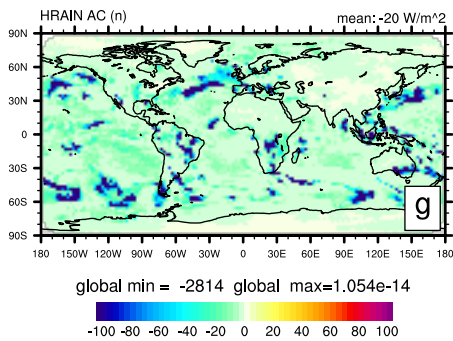 HRAIN AC (n) mean: -20 W/m^2
90N
60N
30N
0
30S
60S
90S
g
180 150W 120W 90W 60W 30W 0 30E 60E 90E 120E 150E 180
global min = -2814 global max=1.054e-14
-100 -80 -60 -40 -20 0 20 40 60 80 100